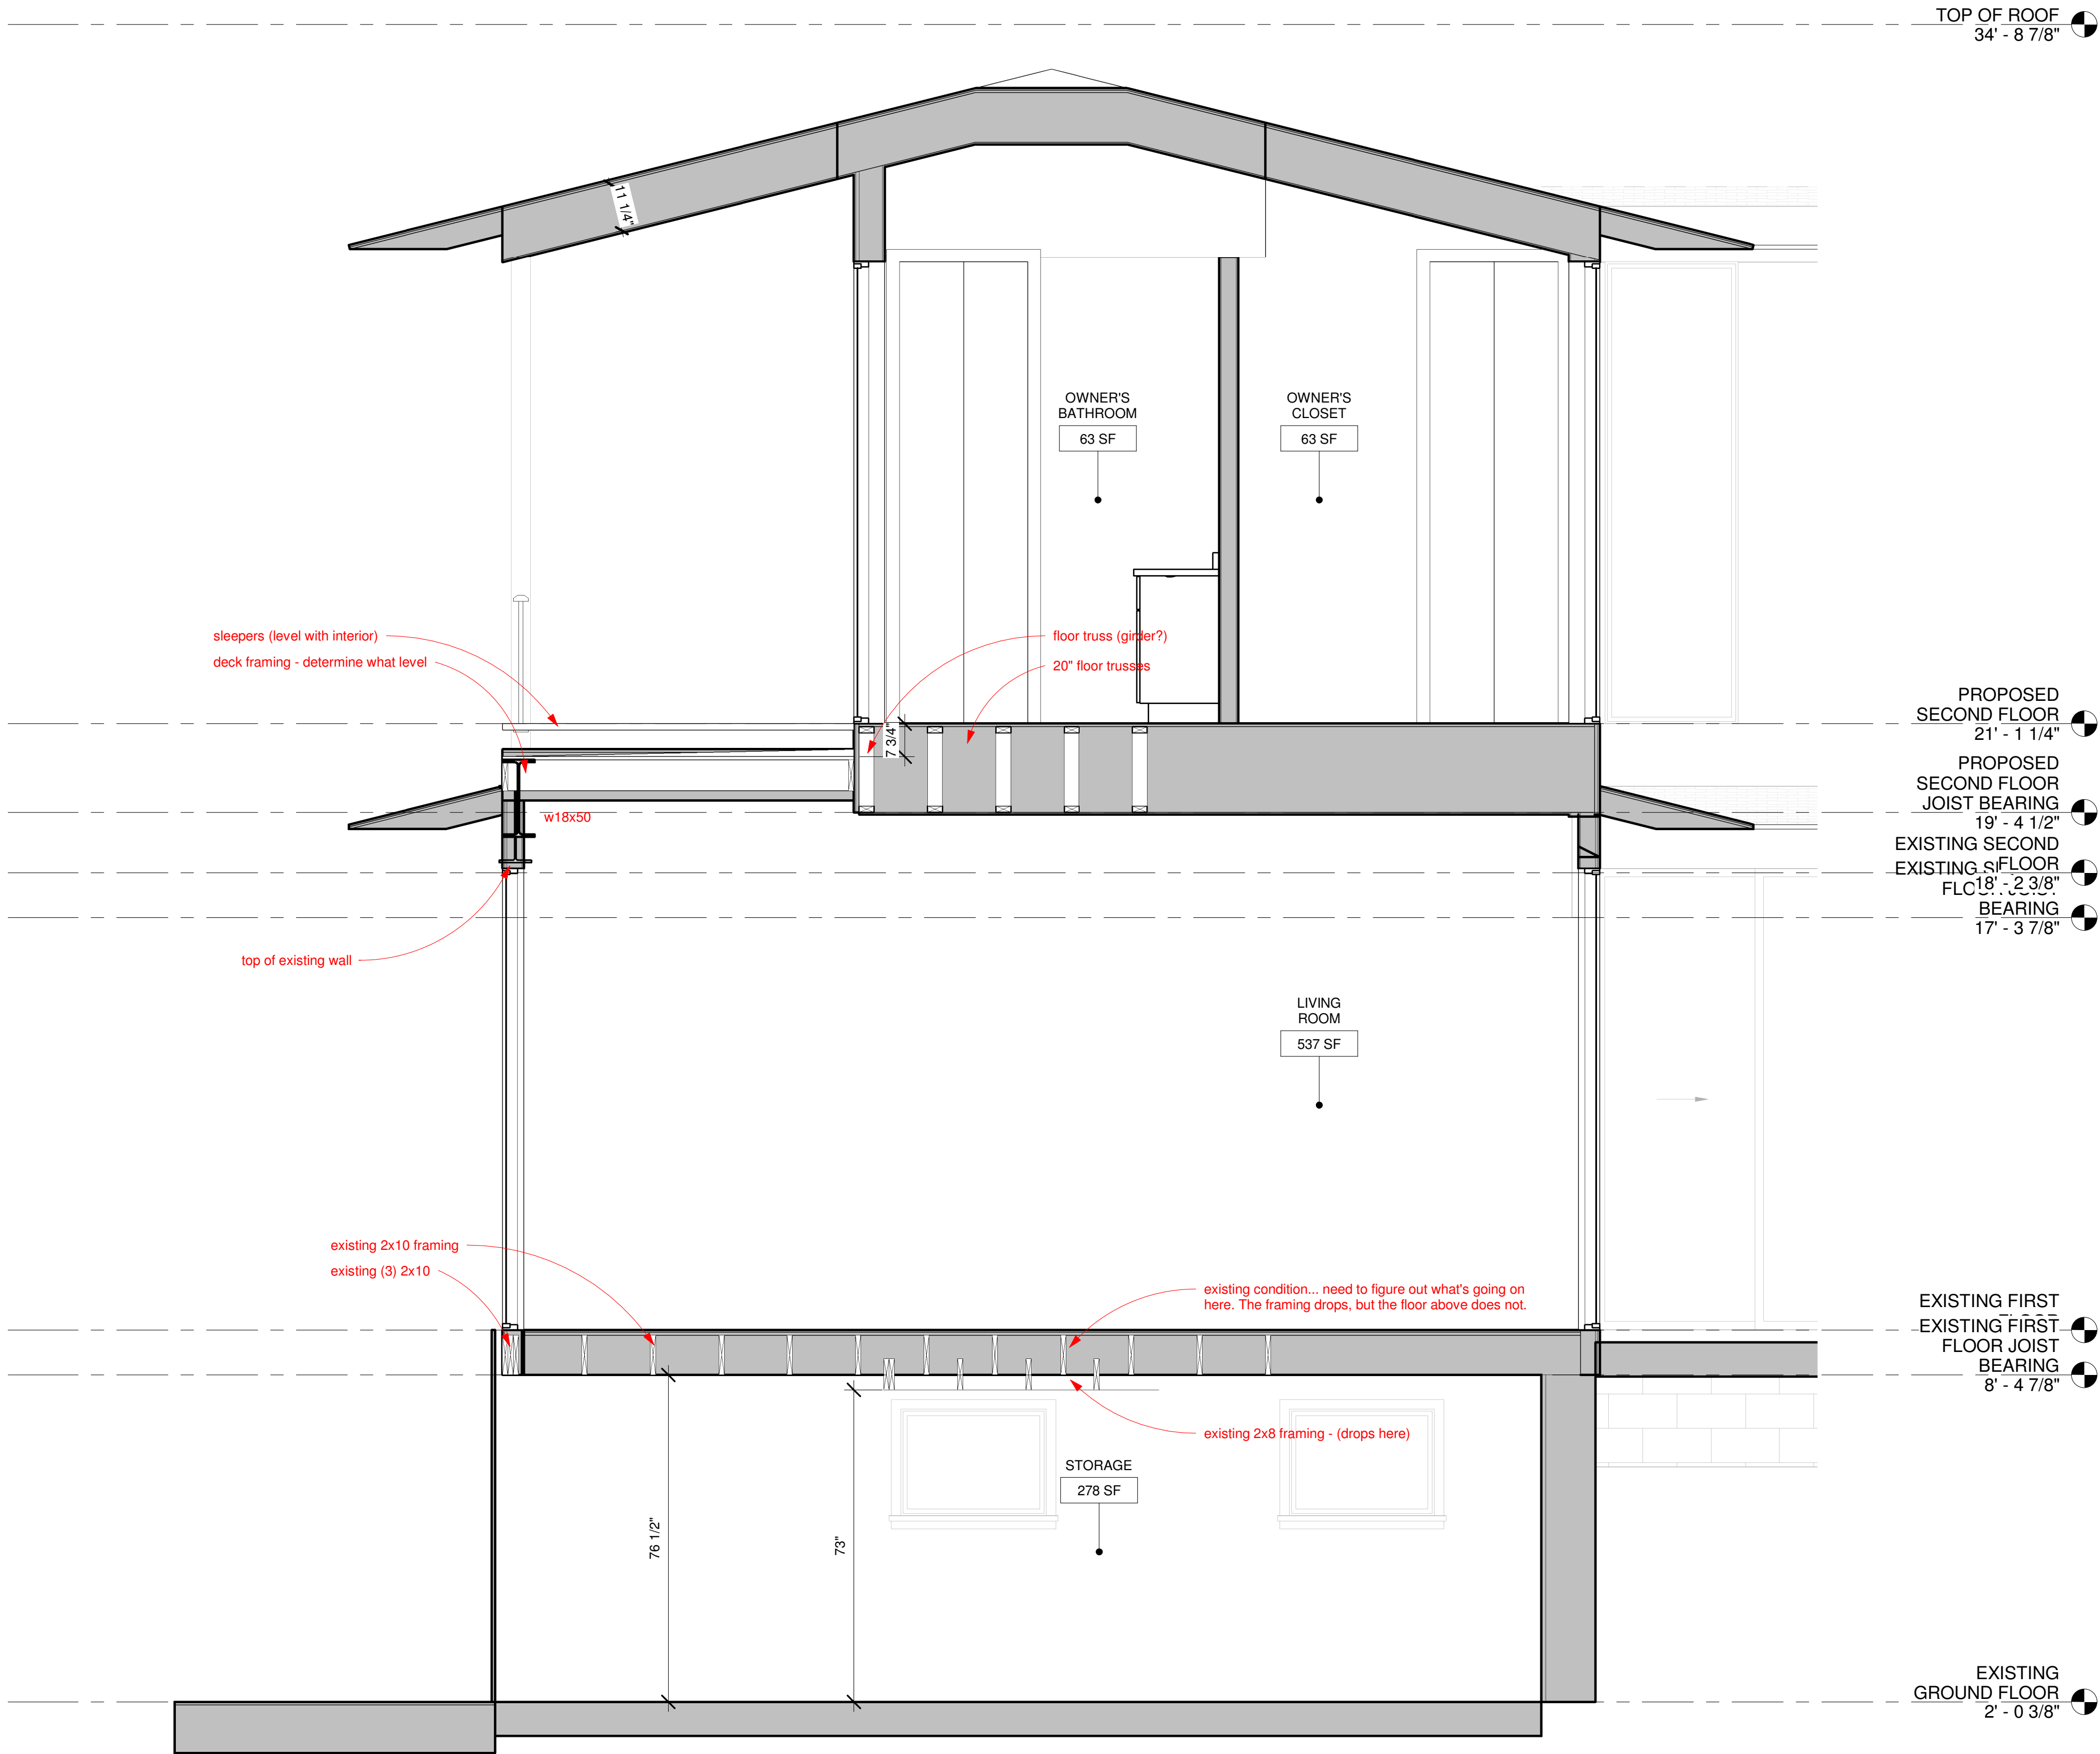 TOP OF ROOF
34' - 8 7/8"
11 1/4"
OWNER'S
BATHROOM
63 SF
OWNER'S
CLOSET
63 SF
sleepers (level with interior)
deck framing - determine what level
floor truss (girder?)
20" floor trusses
7 3/4"
PROPOSED
SECOND FLOOR
21' - 1 1/4"
PROPOSED
SECOND FLOOR
JOIST BEARING
19' - 4 1/2"
w18x50
EXISTING SECOND
FLOOR
18' - 2 3/8"
EXISTING
BEARING
17' - 3 7/8"
top of existing wall
LIVING
ROOM
537 SF
existing 2x10 framing
existing (3) 2x10
existing condition... need to figure out what's going on
here. The framing drops, but the floor above does not.
EXISTING FIRST
EXISTING FIRST
FLOOR JOIST
BEARING
8' - 4 7/8"
existing 2x8 framing - (drops here)
STORAGE
278 SF
76 1/2"
73"
EXISTING
GROUND FLOOR
2' - 0 3/8"